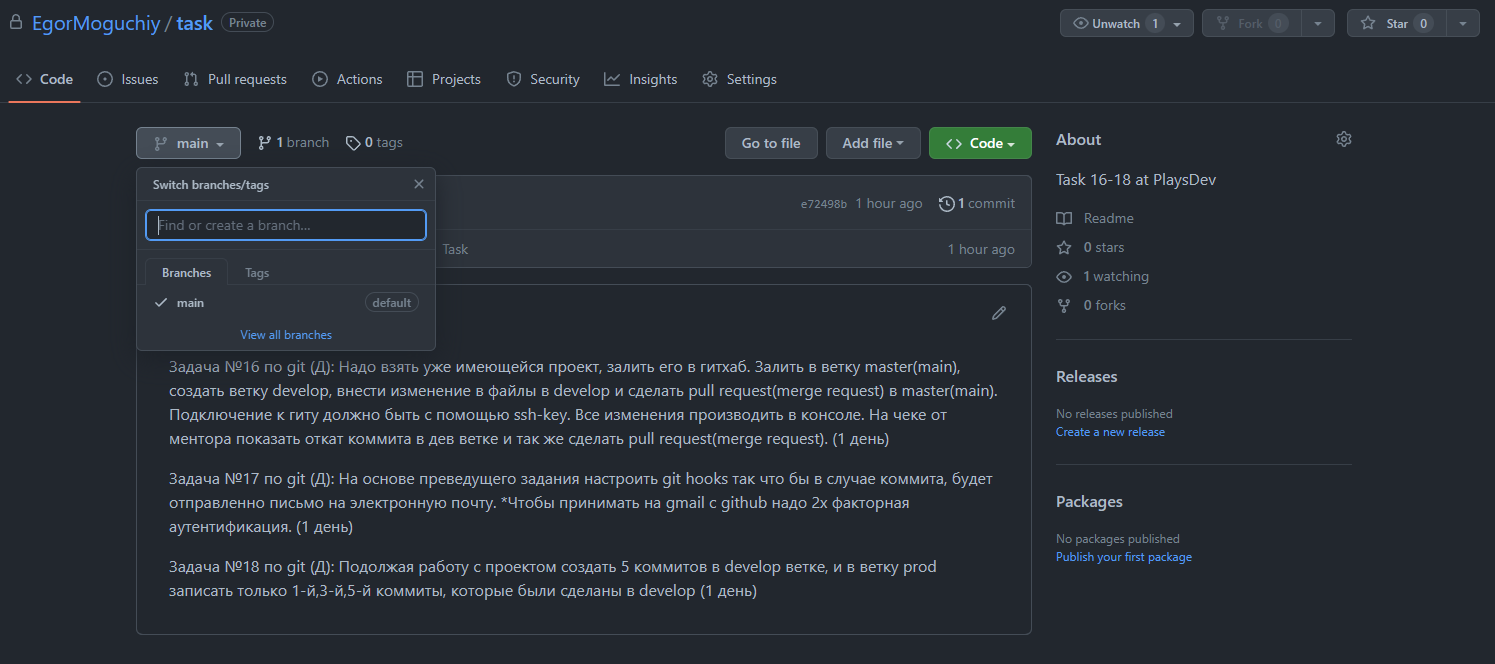 EgorMoguchiy / task Private
Unwatch 1
Fork 0
Star 0
Code
Issues
Pull requests
Actions
Projects
Security
Insights
Settings
main
1 branch
0 tags
Go to file
Add file
Code
Switch branches/tags
Find or create a branch...
Branches
Tags
main default
View all branches
e72498b 1 hour ago 1 commit
Task 1 hour ago
Задача №16 по git (Д): Надо взять уже имеющейся проект, залить его в гитхаб. Залить в ветку master(main),
создать ветку develop, внести изменение в файлы в develop и сделать pull request(merge request) в master(main).
Подключение к гиту должно быть с помощью ssh-key. Все изменения производить в консоле. На чеке от
ментора показать откат коммита в дев ветке и так же сделать pull request(merge request). (1 день)
Задача №17 по git (Д): На основе преведущего задания настроить git hooks так что бы в случае коммита, будет
отправленно письмо на электронную почту. *Чтобы принимать на gmail с github надо 2х факторная
аутентификация. (1 день)
Задача №18 по git (Д): Подолжая работу с проектом создать 5 коммитов в develop ветке, и в ветку prod
записать только 1-й,3-й,5-й коммиты, которые были сделаны в develop (1 день)
About
Task 16-18 at PlaysDev
Readme
0 stars
1 watching
0 forks
Releases
No releases published
Create a new release
Packages
No packages published
Publish your first package